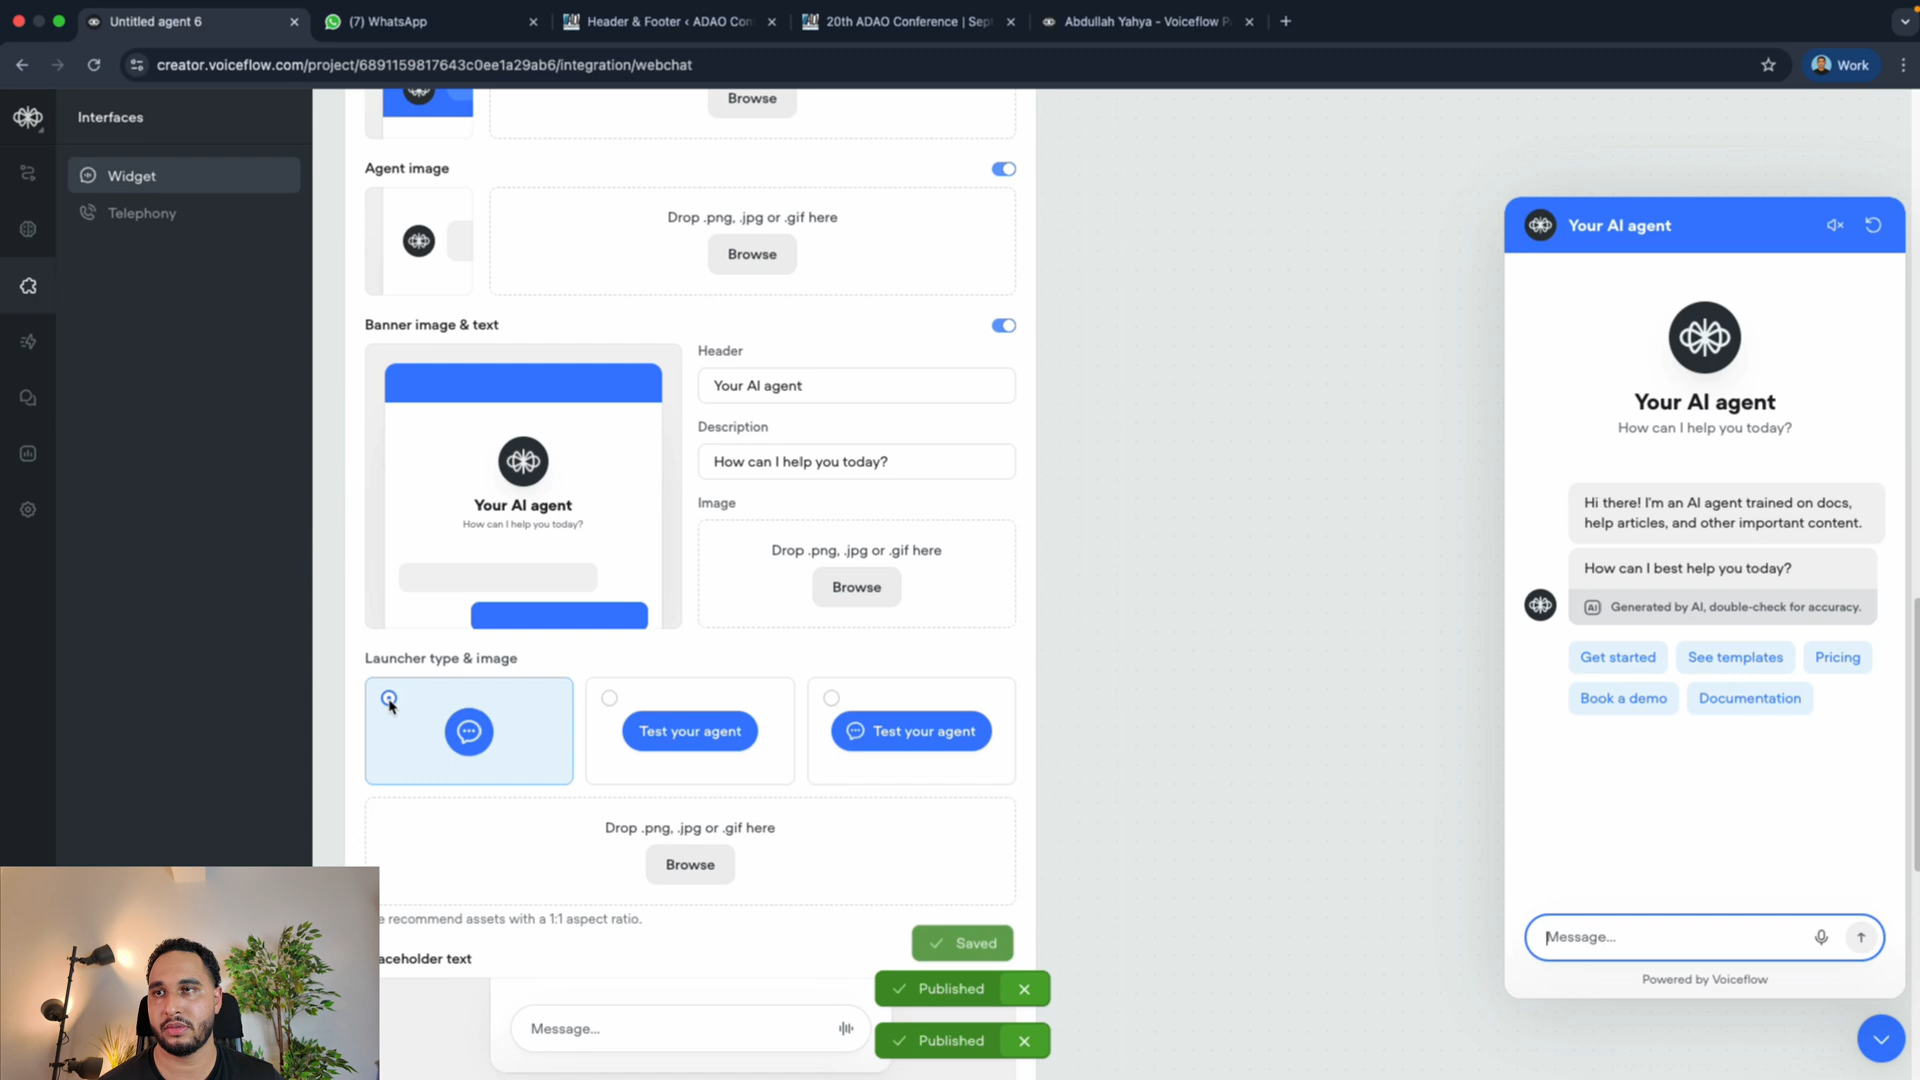 Untitled agent 6
(7) WhatsApp
Header & Footer ‹ ADAO Con
20th ADAO Conference | Sep
Abdullah Yahya - Voiceflow P
creator.voiceflow.com/project/6891159817643c0ee1a29ab6/integration/webchat
Work
Interfaces
Widget
Telephony
Browse
Agent image
Drop .png, .jpg or .gif here
Browse
Banner image & text
Your AI agent
How can I help you today?
Header
Your AI agent
Description
How can I help you today?
Image
Drop .png, .jpg or .gif here
Browse
Launcher type & image
Test your agent
Test your agent
Drop .png, .jpg or .gif here
Browse
e recommend assets with a 1:1 aspect ratio.
Saved
aceholder text
Published
Message...
Published
Your AI agent
Your AI agent
How can I help you today?
Hi there! I'm an AI agent trained on docs,
help articles, and other important content.
How can I best help you today?
AI Generated by AI, double-check for accuracy.
Get started
See templates
Pricing
Book a demo
Documentation
Message...
Powered by Voiceflow